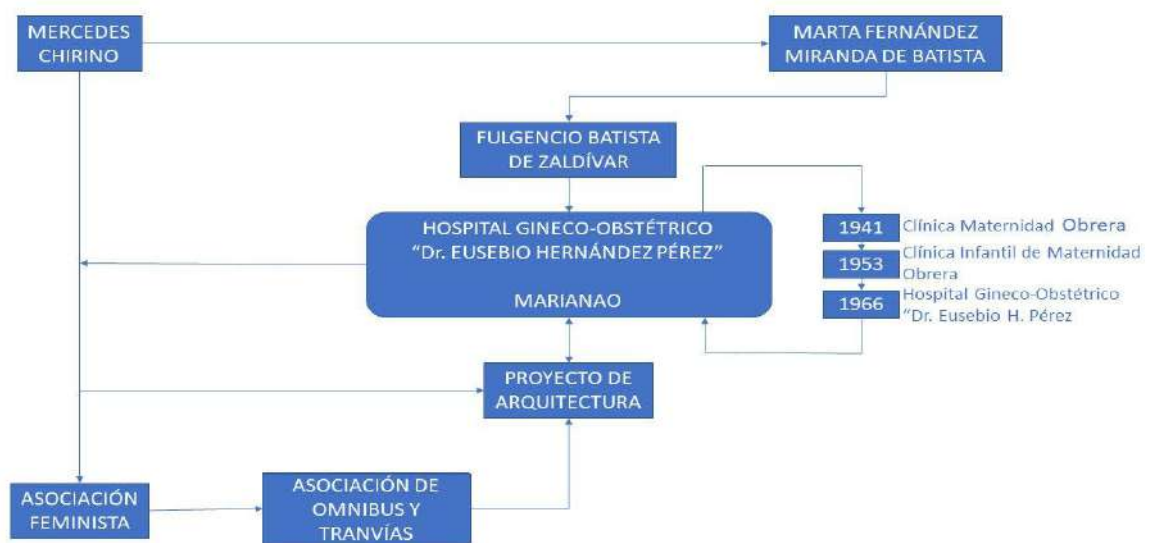 MERCEDES
CHIRINO
MARTA FERNÁNDEZ
MIRANDA DE BATISTA
FULGENCIO BATISTA
DE ZALDÍVAR
HOSPITAL GINECO-OBSTÉTRICO
“Dr. EUSEBIO HERNÁNDEZ PÉREZ”
MARIANAO
1941 Clínica Maternidad Obrera
1953 Clínica Infantil de Maternidad
Obrera
1966 Hospital Gineco-Obstétrico
“Dr. Eusebio H. Pérez
PROYECTO DE
ARQUITECTURA
ASOCIACIÓN
FEMINISTA
ASOCIACIÓN DE
OMNIBUS Y
TRANVÍAS